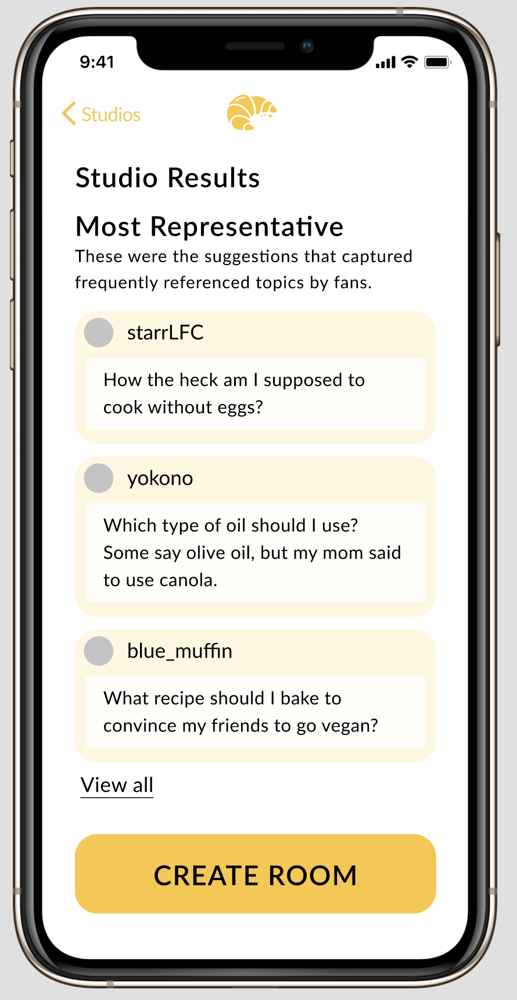 9:41
Studios
Studio Results
Most Representative
These were the suggestions that captured
frequently referenced topics by fans.
starrLFC
How the heck am I supposed to
cook without eggs?
yokono
Which type of oil should I use?
Some say olive oil, but my mom said
to use canola.
blue_muffin
What recipe should I bake to
convince my friends to go vegan?
View all
CREATE ROOM